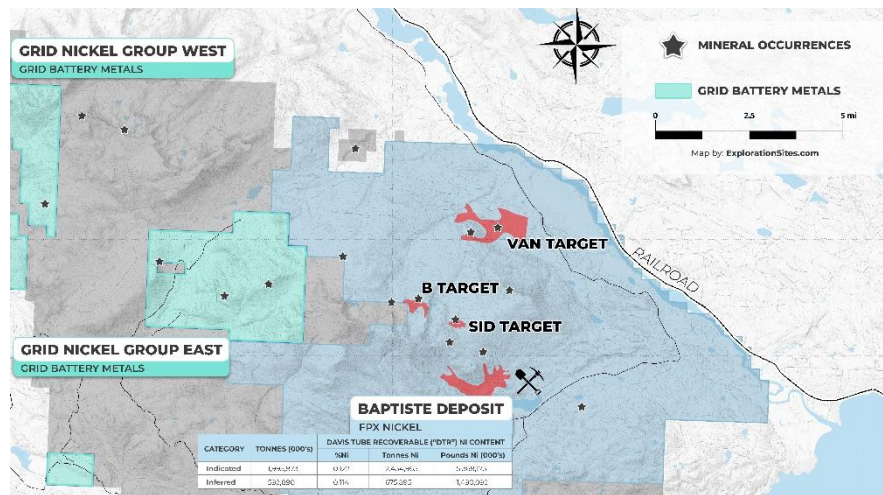 GRID NICKEL GROUP WEST
GRID BATTERY METALS
MINERAL OCCURRENCES
GRID BATTERY METALS
0 2.5 5 mi
Map by: ExplorationSites.com
VAN TARGET
RAILROAD
B TARGET
SID TARGET
GRID NICKEL GROUP EAST
GRID BATTERY METALS
BAPTISTE DEPOSIT
FPX NICKEL
CATEGORY TONNES (000's) DAVIS TUBE RECOVERABLE ("DTR") NI CONTENT
%Ni Tonnes Ni Pounds Ni (000's)
Indicated
Inferred 0.114